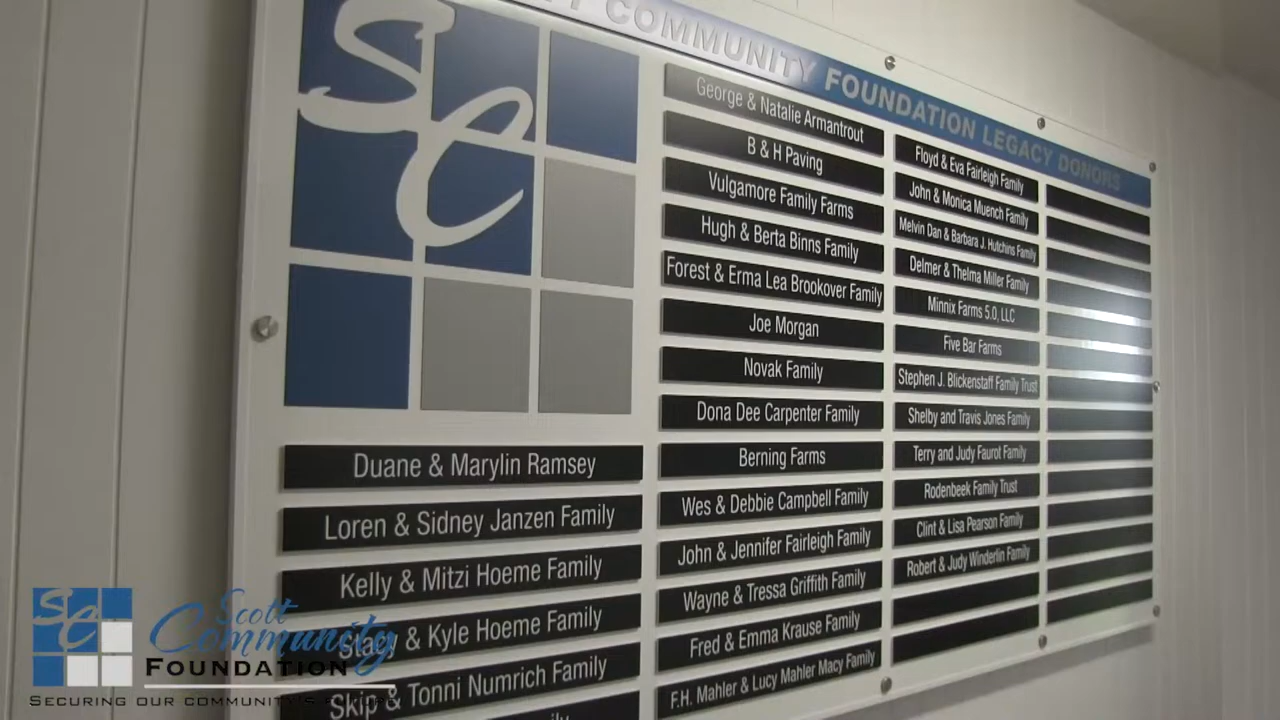 COMMUNITY FOUNDATION LEGACY DONORS
SC
Duane & Marylin Ramsey
Loren & Sidney Janzen Family
Kelly & Mitzi Hoeme Family
& Kyle Hoeme Family
Skip & Tonni Numrich Family
George & Natalie Armantrout
B & H Paving
Vulgamore Family Farms
Hugh & Berta Binns Family
Forest & Erma Lea Brookover Family
Joe Morgan
Novak Family
Dona Dee Carpenter Family
Berning Farms
Wes & Debbie Campbell Family
John & Jennifer Fairleigh Family
Wayne & Tressa Griffith Family
Fred & Emma Krause Family
F.H. Mahler & Lucy Mahler Macy Family
Floyd & Eva Fairleigh Family
John & Monica Muench Family
Melvin Dan & Barbara J. Hutchins Family
Delmer & Thelma Miller Family
Minnix Farms 5.0, LLC
Five Bar Farms
Stephen J. Blickenstaff Family Trust
Shelby and Travis Jones Family
Terry and Judy Faurot Family
Rodenbeek Family Trust
Clint & Lisa Pearson Family
Robert & Judy Winderlin Family
SC
Scott
Community
FOUNDATION
SECURING OUR COMMUNITY'S FUTURE